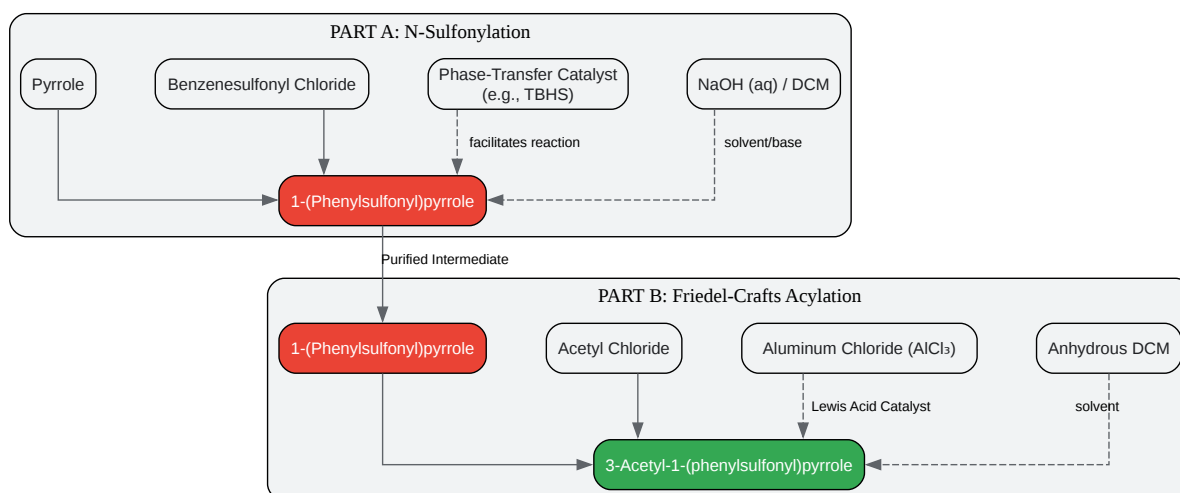 PART A: N-Sulfonylation
Pyrrole
Benzenesulfonyl Chloride
Phase-Transfer Catalyst
(e.g., TBHS)
NaOH (aq) / DCM
facilitates reaction
solvent/base
1-(Phenylsulfonyl)pyrrole
Purified Intermediate
PART B: Friedel-Crafts Acylation
1-(Phenylsulfonyl)pyrrole
Acetyl Chloride
Aluminum Chloride (AlCl₃)
Anhydrous DCM
Lewis Acid Catalyst
solvent
3-Acetyl-1-(phenylsulfonyl)pyrrole